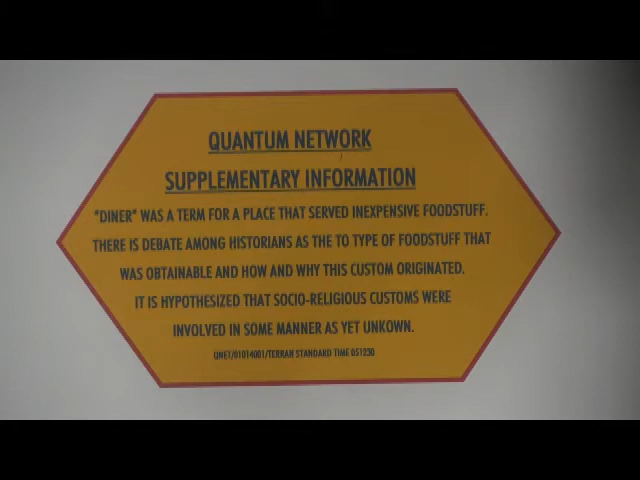 QUANTUM NETWORK
SUPPLEMENTARY INFORMATION
"DINER" WAS A TERM FOR A PLACE THAT SERVED INEXPENSIVE FOODSTUFF.
THERE IS DEBATE AMONG HISTORIANS AS THE TO TYPE OF FOODSTUFF THAT
WAS OBTAINABLE AND HOW AND WHY THIS CUSTOM ORIGINATED.
IT IS HYPOTHESIZED THAT SOCIO-RELIGIOUS CUSTOMS WERE
INVOLVED IN SOME MANNER AS YET UNKOWN.
QNET/01014001/TERRAN STANDARD TIME 051230